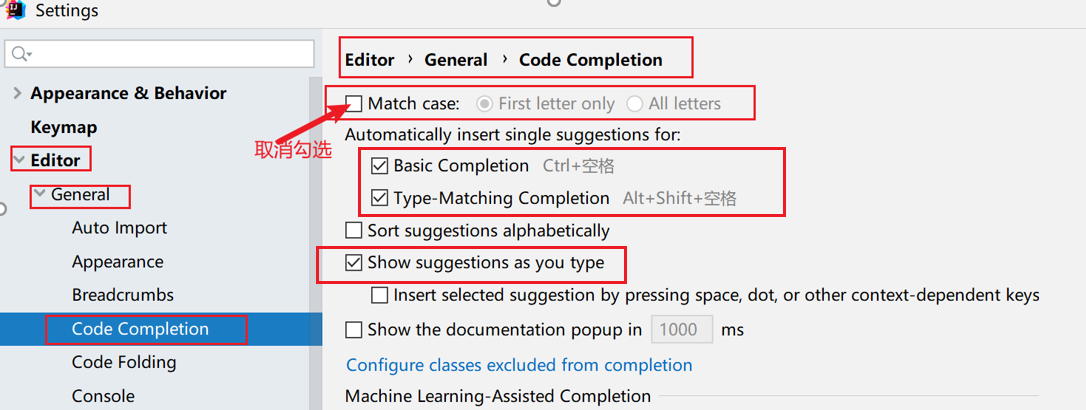 Settings
Appearance & Behavior
Keymap
Editor
General
Auto Import
Appearance
Breadcrumbs
Code Completion
Code Folding
Console
Editor › General › Code Completion
Match case: First letter only All letters
取消勾选
Automatically insert single suggestions for:
Basic Completion Ctrl+空格
Type-Matching Completion Alt+Shift+空格
Sort suggestions alphabetically
Show suggestions as you type
Insert selected suggestion by pressing space, dot, or other context-dependent keys
Show the documentation popup in 1000 ms
Configure classes excluded from completion
Machine Learning-Assisted Completion